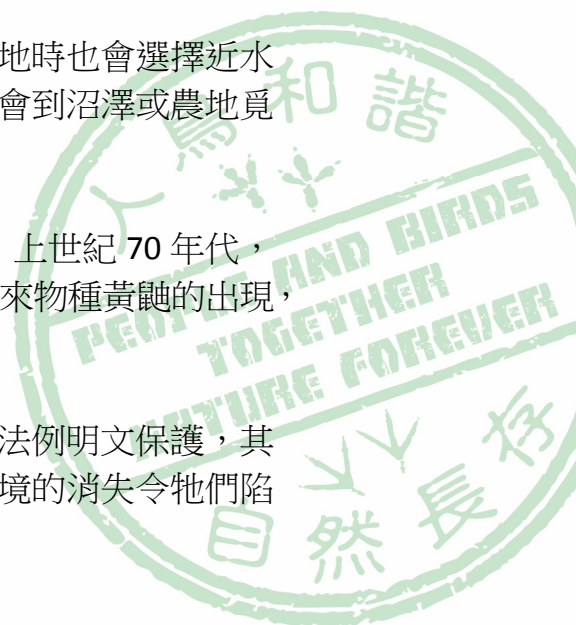 地時也會選擇近水
會到沼澤或農地覓
上世紀 70 年代，
來物種黃鼬的出現，
法例明文保護，其
境的消失令牠們陷
人鳥和諧
PEOPLE AND BIRDS
TOGETHER
NATURE FOREVER
自然長存